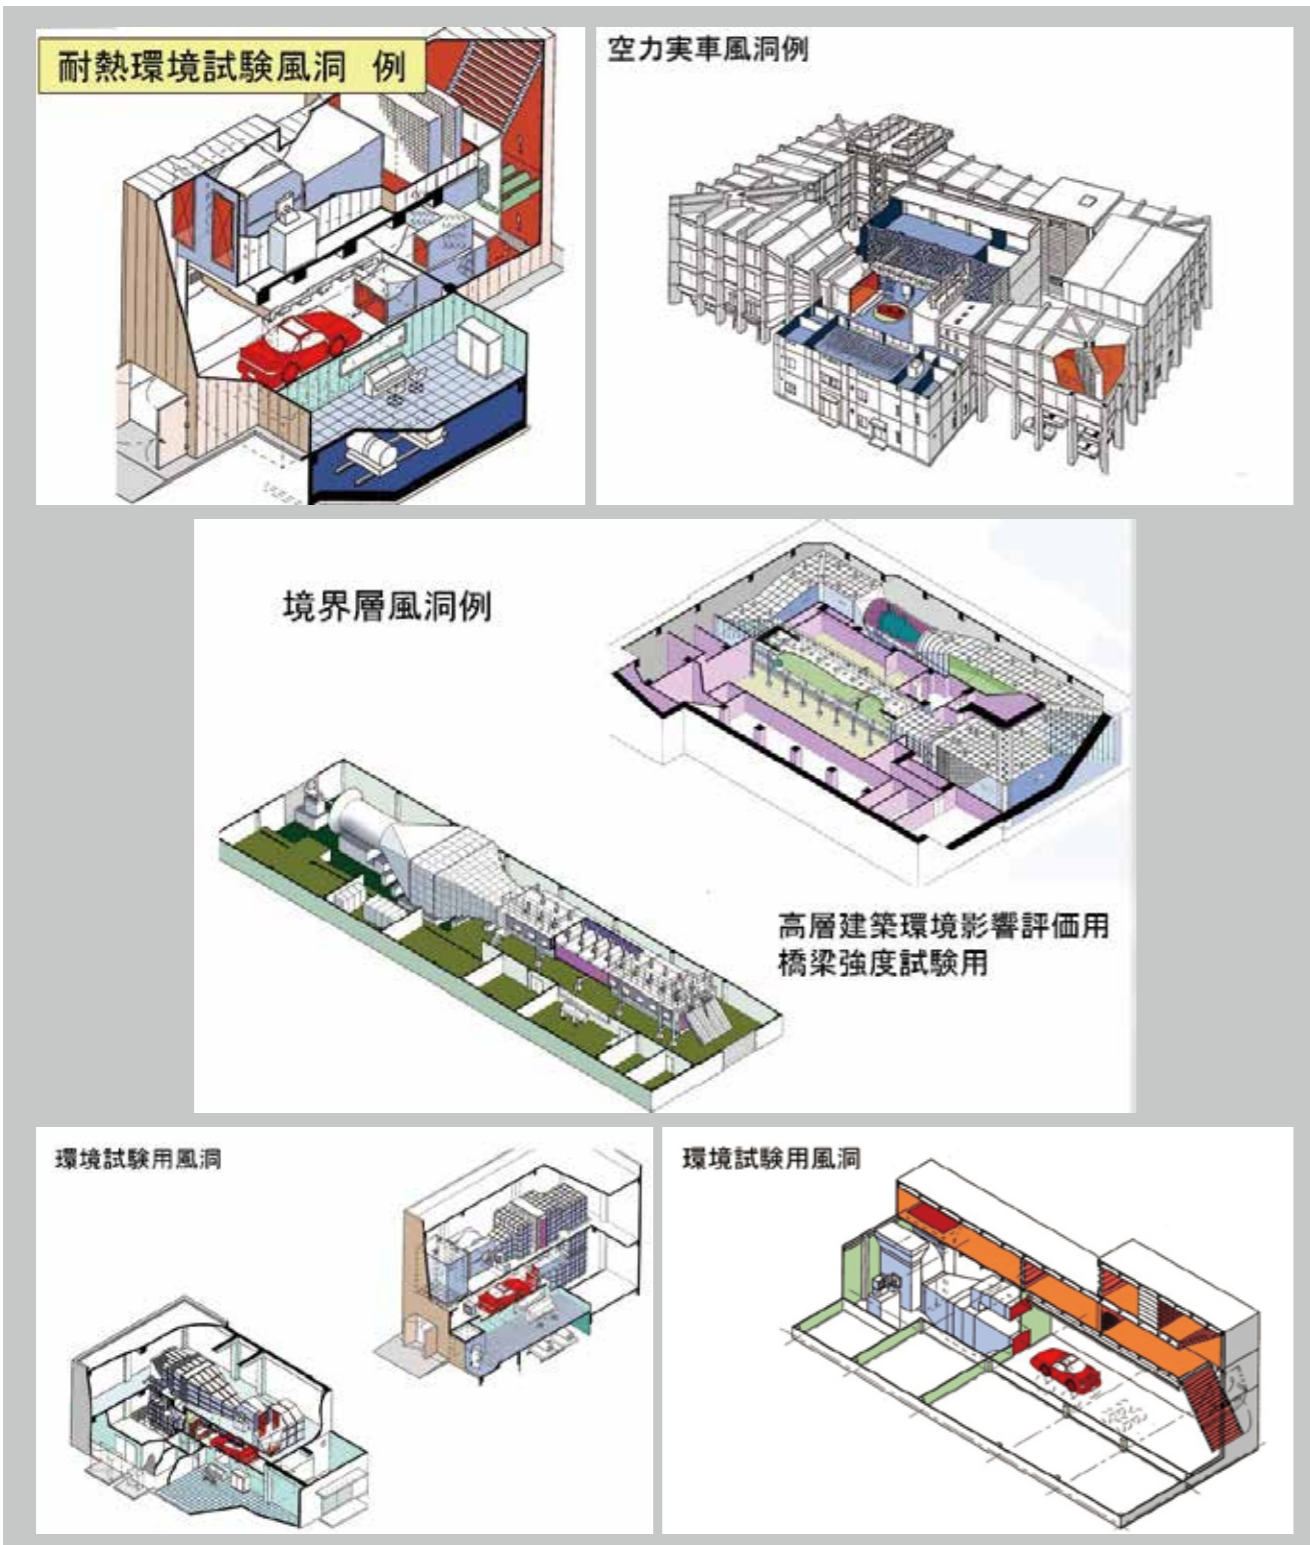 耐熱環境試験風洞 例
空力実車風洞例
境界層風洞例
高層建築環境影響評価用
橋梁強度試験用
環境試験用風洞
環境試験用風洞